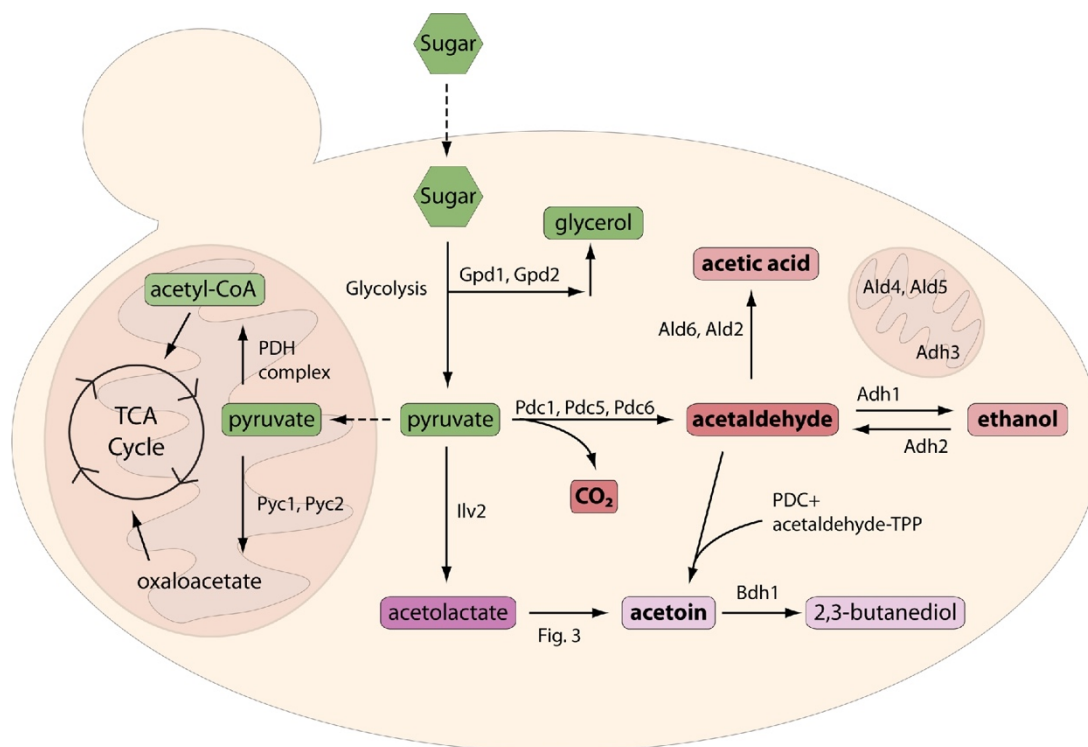 Sugar
Sugar
glycerol
Gpd1, Gpd2
Glycolysis
acetic acid
Ald4, Ald5
Adh3
Ald6, Ald2
acetyl-CoA
PDH
complex
TCA
Cycle
pyruvate
pyruvate
Pdc1, Pdc5, Pdc6
acetaldehyde
Adh1
Adh2
ethanol
CO₂
Pyc1, Pyc2
Ilv2
PDC+
acetaldehyde-TPP
oxaloacetate
acetolactate
Fig. 3
acetoin
Bdh1
2,3-butanediol